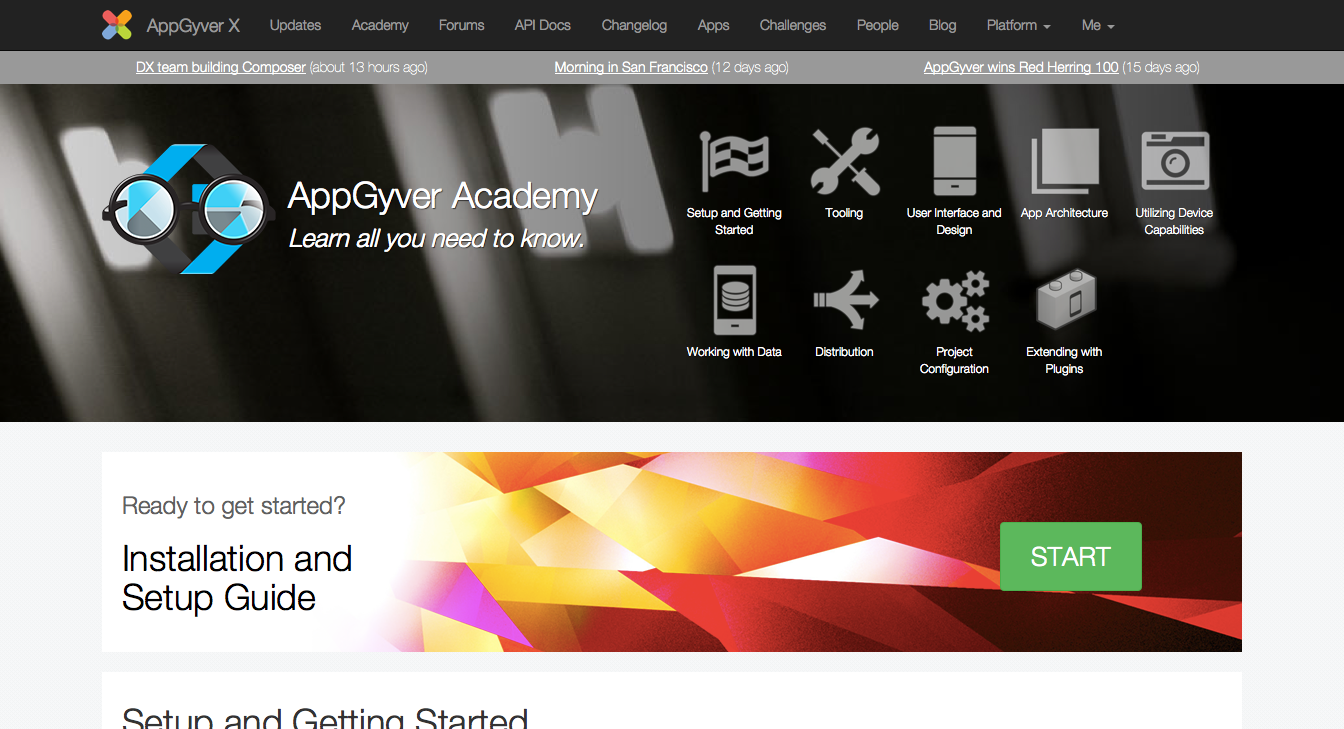 AppGyver X Updates Academy Forums API Docs Changelog Apps Challenges People Blog Platform Me
DX team building Composer (about 13 hours ago) Morning in San Francisco (12 days ago) AppGyver wins Red Herring 100 (15 days ago)
AppGyver Academy
Learn all you need to know.
Setup and Getting
Started
Tooling
User Interface and
Design
App Architecture
Utilizing Device
Capabilities
Working with Data
Distribution
Project
Configuration
Extending with
Plugins
Ready to get started?
Installation and
Setup Guide
START
Setup and Getting Started